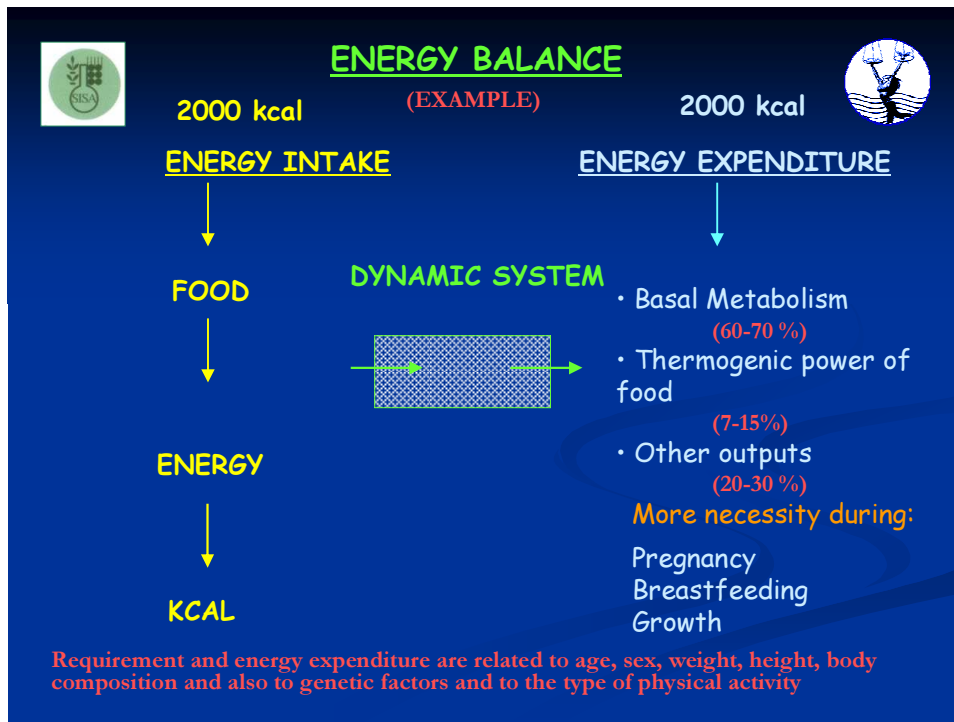 ENERGY BALANCE
(EXAMPLE)
SISA
2000 kcal
2000 kcal
ENERGY INTAKE
ENERGY EXPENDITURE
FOOD
ENERGY
KCAL
DYNAMIC SYSTEM
• Basal Metabolism
(60-70 %)
• Thermogenic power of
food
(7-15%)
• Other outputs
(20-30 %)
More necessity during:
Pregnancy
Breastfeeding
Growth
Requirement and energy expenditure are related to age, sex, weight, height, body
composition and also to genetic factors and to the type of physical activity